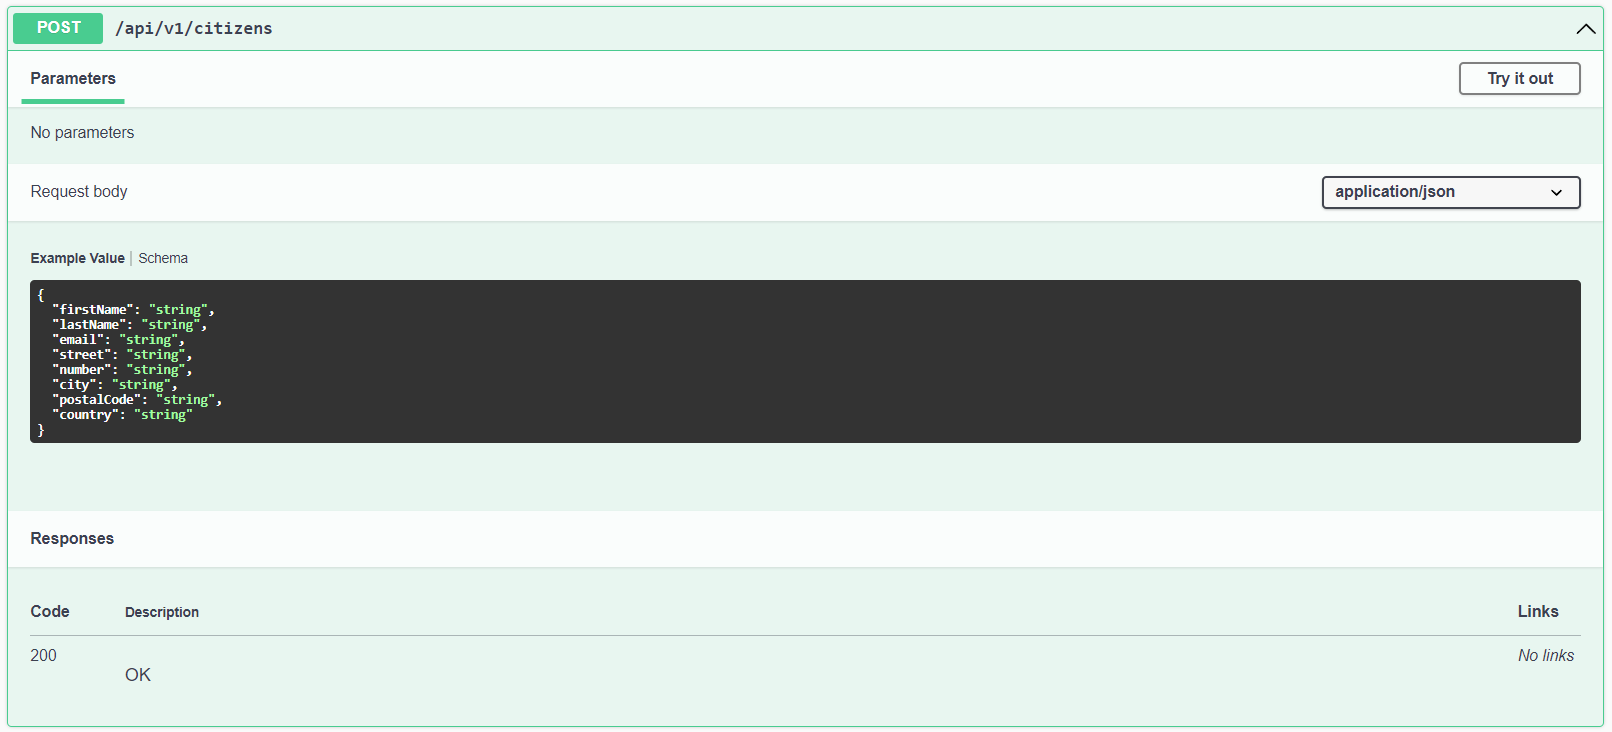 POST /api/v1/citizens
Parameters Try it out
No parameters
Request body application/json
Example Value | Schema
{
  "firstName": "string",
  "lastName": "string",
  "email": "string",
  "street": "string",
  "number": "string",
  "city": "string",
  "postalCode": "string",
  "country": "string"
}
Responses
Code Description Links
200 No links
OK